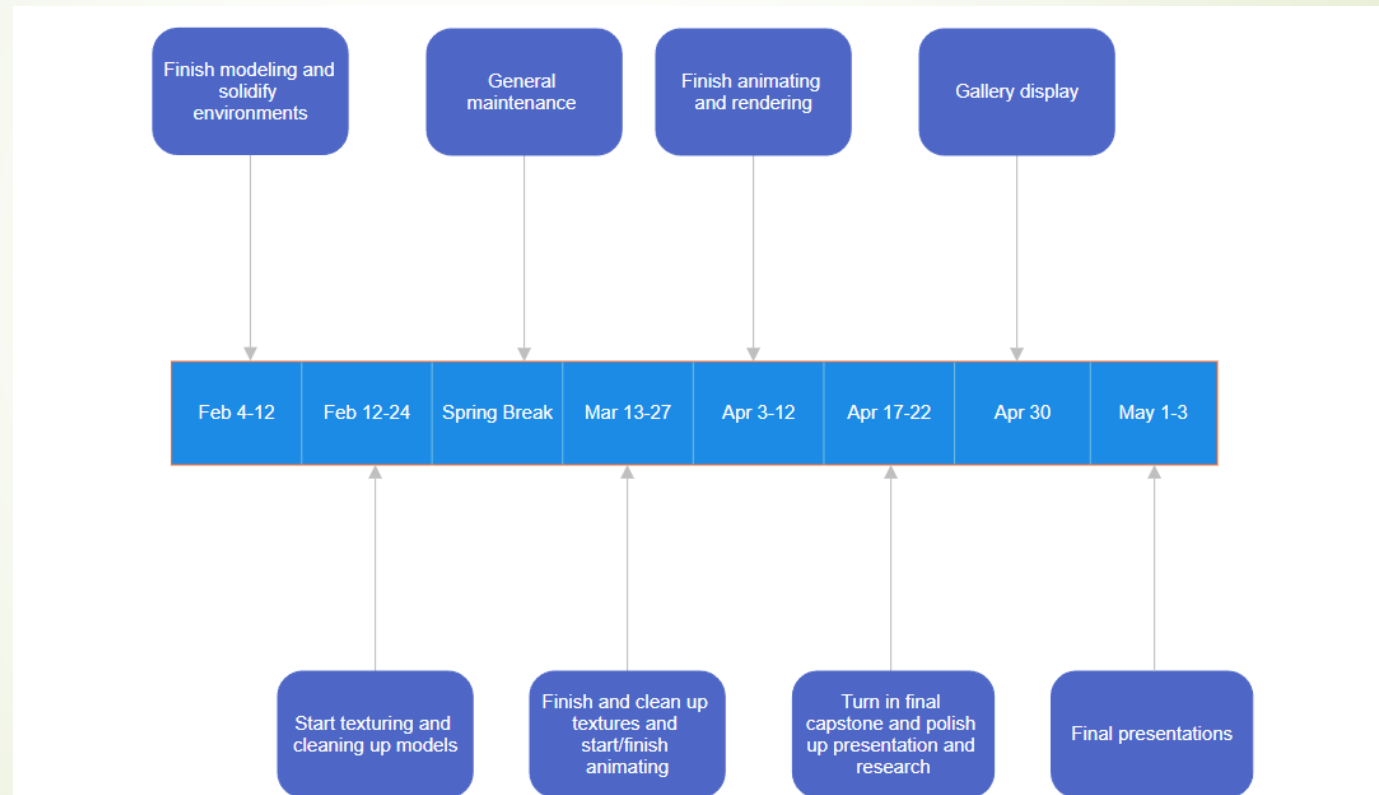 Finish modeling and
solidify
environments
General
maintenance
Finish animating
and rendering
Gallery display
Feb 4-12
Feb 12-24
Spring Break
Mar 13-27
Apr 3-12
Apr 17-22
Apr 30
May 1-3
Start texturing and
cleaning up models
Finish and clean up
textures and
start/finish
animating
Turn in final
capstone and polish
up presentation and
research
Final presentations